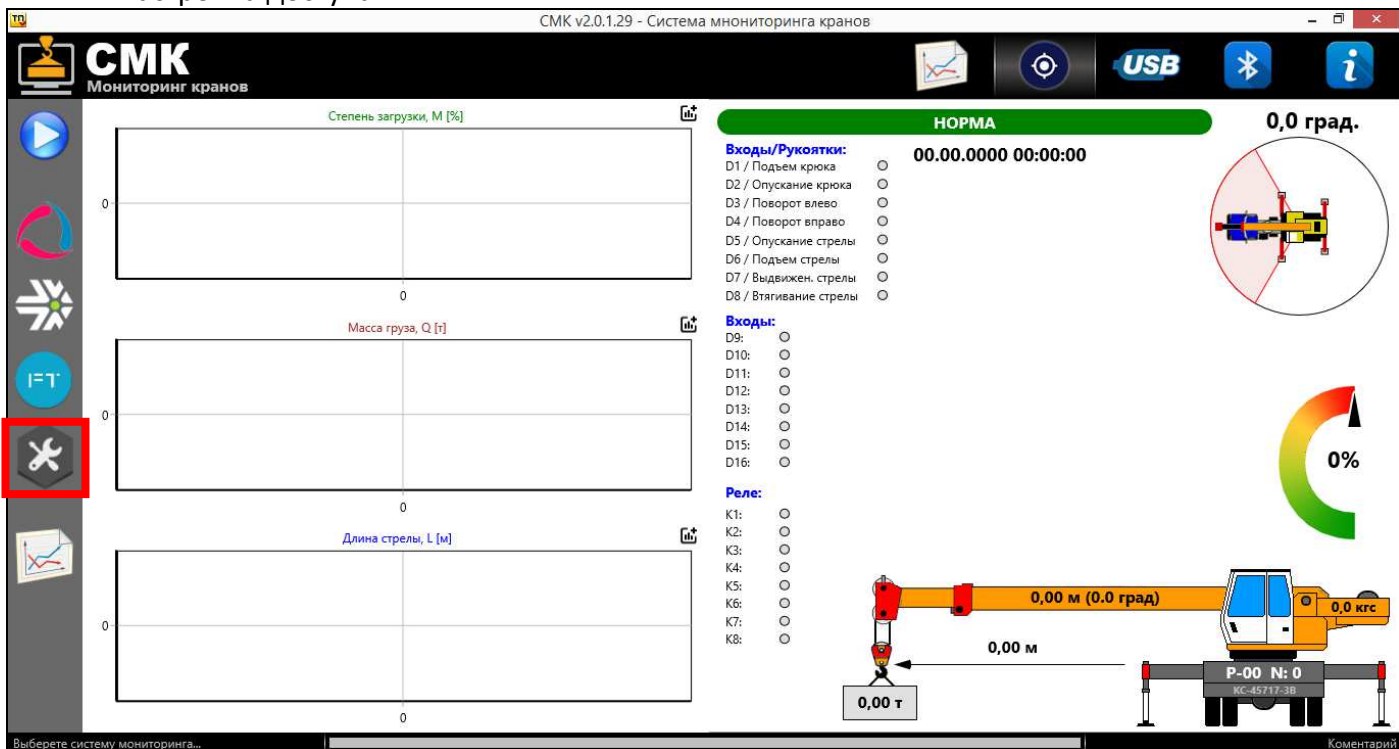 СМК v2.0.1.29 - Система мнониторинга кранов
СМК
Мониторинг кранов
USB
Степень загрузки, M [%]
0
0
Масса груза, Q [т]
0
0
Длина стрелы, L [м]
0
0
НОРМА
00.00.0000 00:00:00
Входы/Рукоятки:
D1 / Подъем крюка
D2 / Опускание крюка
D3 / Поворот влево
D4 / Поворот вправо
D5 / Опускание стрелы
D6 / Подъем стрелы
D7 / Выдвижен. стрелы
D8 / Втягивание стрелы
Входы:
D9:
D10:
D11:
D12:
D13:
D14:
D15:
D16:
Реле:
K1:
K2:
K3:
K4:
K5:
K6:
K7:
K8:
0,0 град.
0%
0,00 м (0.0 град)
0,0 кгс
0,00 м
0,00 т
P-00 N: 0
КС-45717-3В
Выберете систему мониторинга...
Коментарий